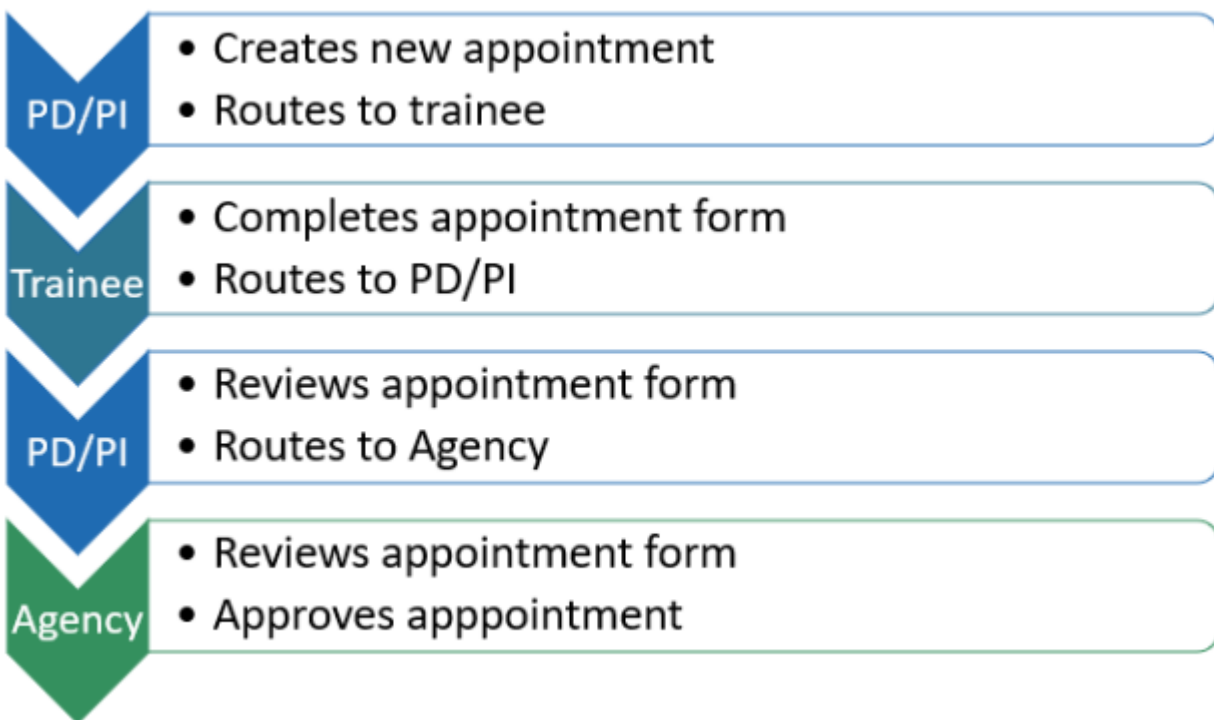 PD/PI
• Creates new appointment
• Routes to trainee
Trainee
• Completes appointment form
• Routes to PD/PI
PD/PI
• Reviews appointment form
• Routes to Agency
Agency
• Reviews appointment form
• Approves apppointment